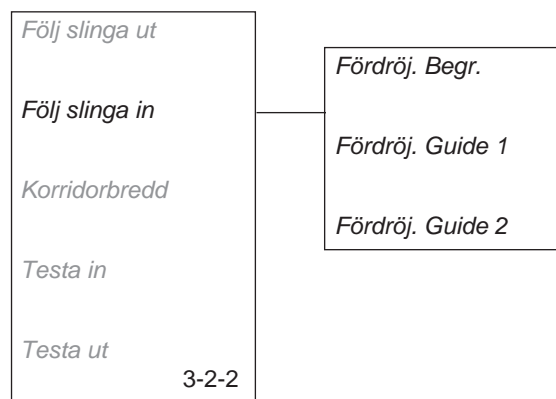 Följ slinga ut
Följ slinga in
Korridorbredd
Testa in
Testa ut
3-2-2
Fördröj. Begr.
Fördröj. Guide 1
Fördröj. Guide 2